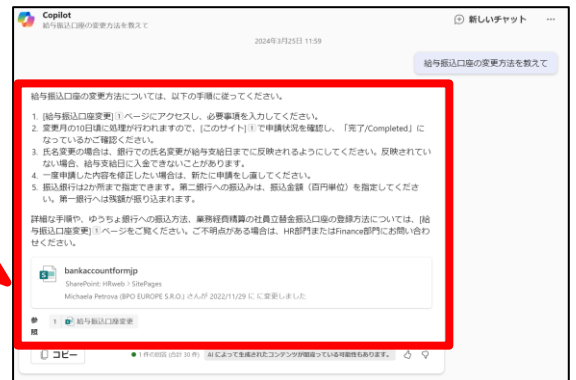 Copilot
給与振込口座の変更方法を教えて
新しいチャット
2024年3月25日 11:59
給与振込口座の変更方法を教えて
給与振込口座の変更方法については、以下の手順に従ってください。
1. [給与振込口座変更]①ページにアクセスし、必要事項を入力してください。
2. 変更月の10日頃に処理が行われますので、[このサイト]①で申請状況を確認し、「完了/Completed」に
なっているかご確認ください。
3. 氏名変更の場合は、銀行での氏名変更が給与支給日までに反映されるようにしてください。反映されてい
ない場合、給与支給日に入金できないことがあります。
4. 一度申請した内容を修正したい場合は、新たに申請をし直してください。
5. 振込銀行は2か所まで指定できます。第二銀行への振込みは、振込金額（百円単位）を指定してくださ
い。第一銀行へは残額が振り込まれます。
詳細な手順や、ゆうちょ銀行への振込方法、業務経費精算の社員立替金振込口座の登録方法については、[給
与振込口座変更]①ページをご覧ください。ご不明点がある場合は、HR部門またはFinance部門にお問い合わ
せください。
bankaccountformjp
SharePoint: HRweb > SitePages
Michaela Petrova (BPO EUROPE S.R.O.) さんが 2022/11/29 に に変更しました
参照
1 給与振込口座変更
コピー
1 件の回答 (合計 30 件) AI によって生成されたコンテンツが間違っている可能性もあります。